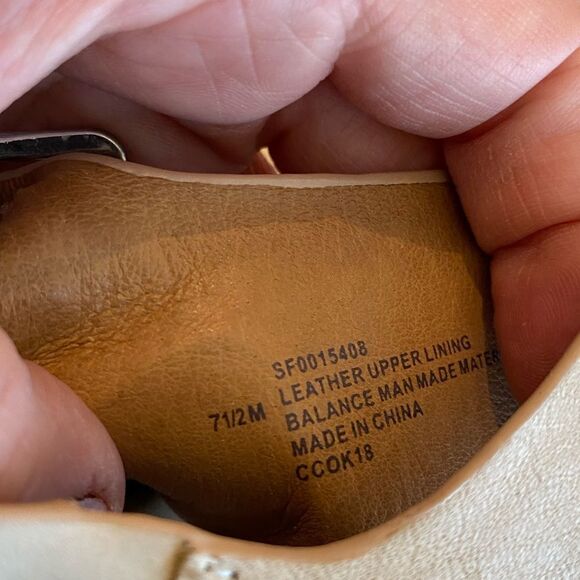 SF0015408
LEATHER UPPER LINING
71/2M
BALANCE MAN MADE MATER
MADE IN CHINA
CCOK18